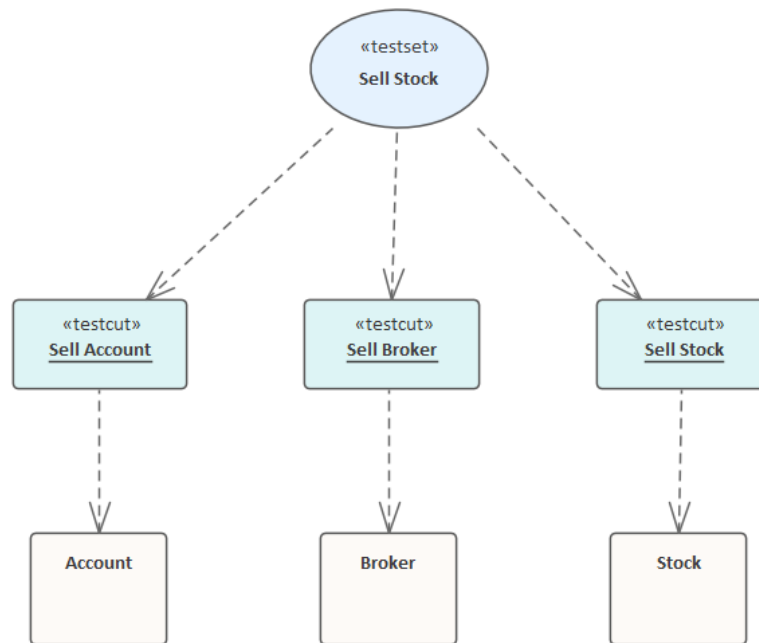 «testset»
Sell Stock
«testcut»
Sell Account
«testcut»
Sell Broker
«testcut»
Sell Stock
Account
Broker
Stock